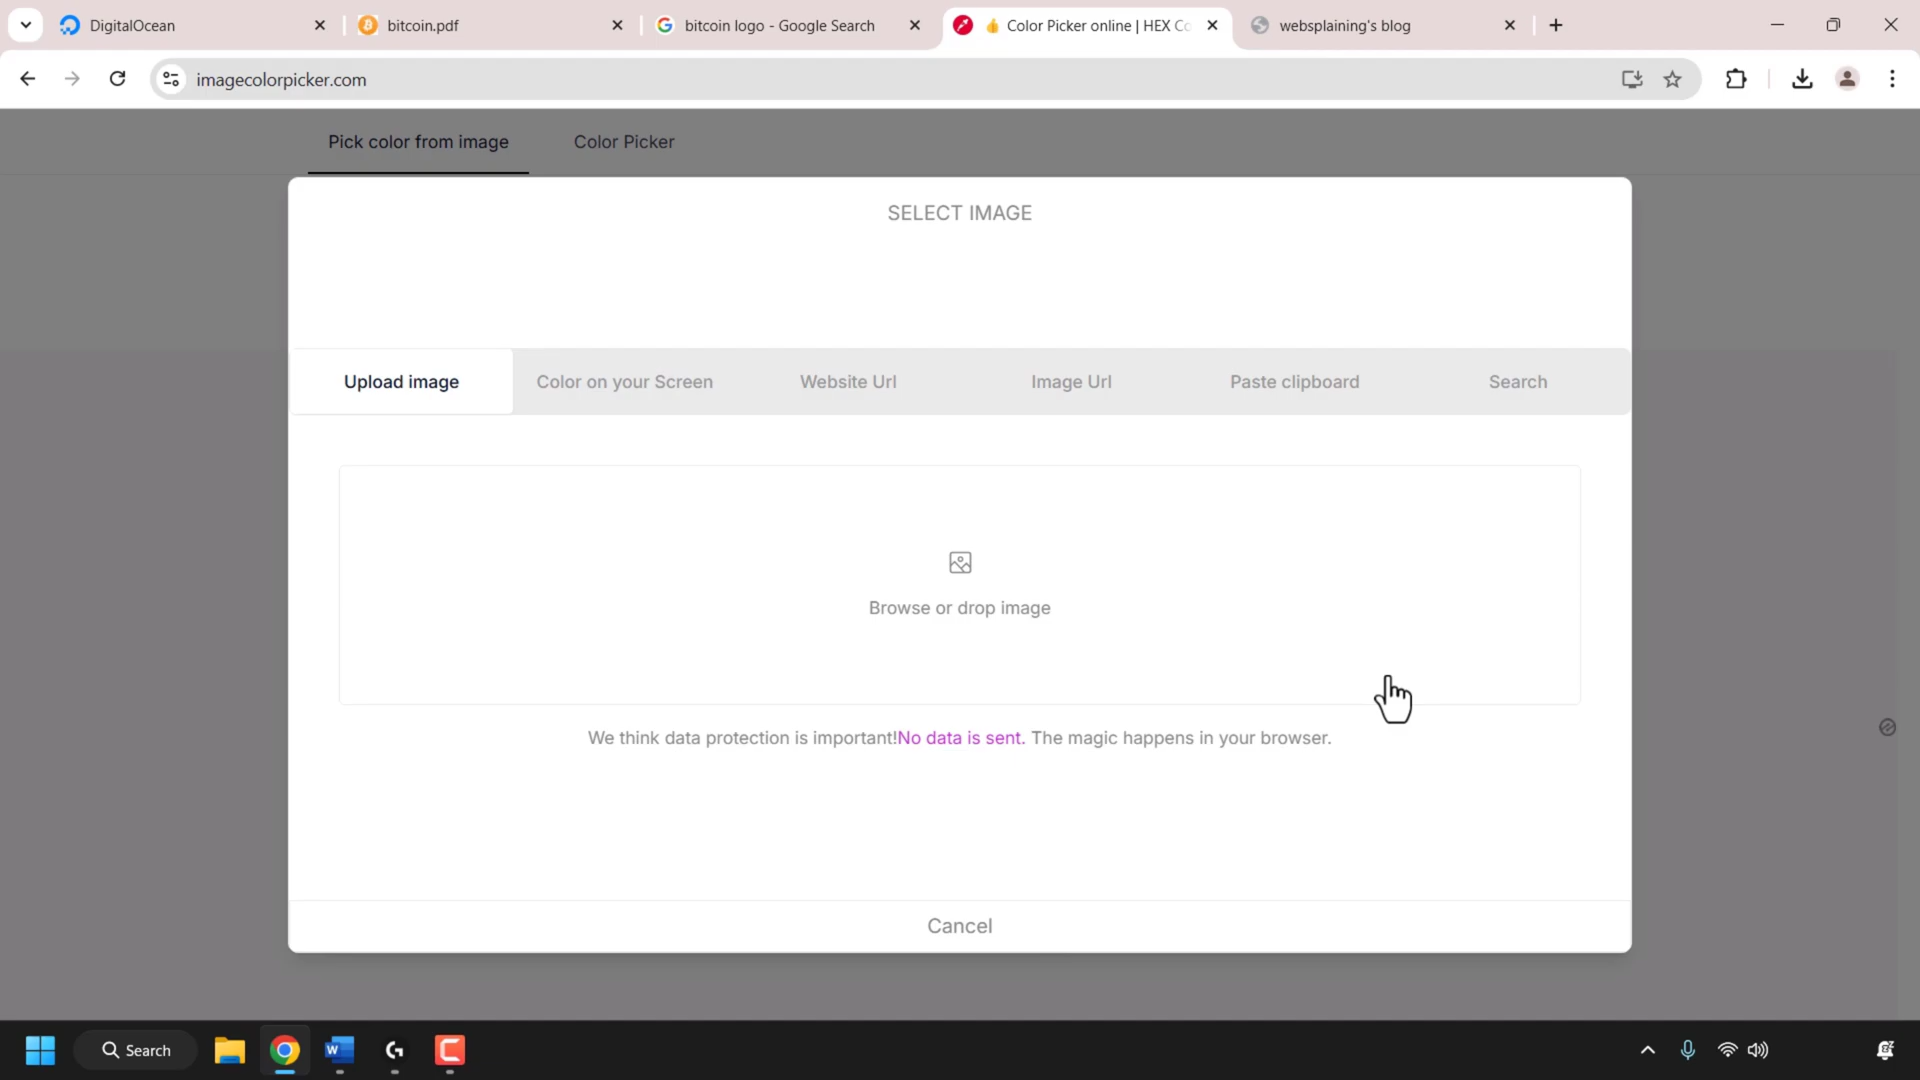 DigitalOcean
bitcoin.pdf
bitcoin logo - Google Search
Color Picker online | HEX Co
websplaining's blog
imagecolorpicker.com
Pick color from image
Color Picker
SELECT IMAGE
Upload image
Color on your Screen
Website Url
Image Url
Paste clipboard
Search
Browse or drop image
We think data protection is important!No data is sent. The magic happens in your browser.
Cancel
Search